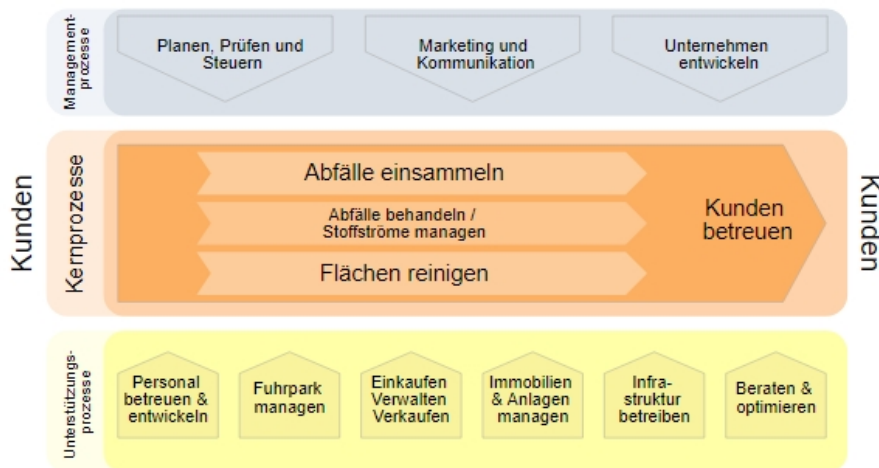 Management-
prozesse
Planen, Prüfen und
Steuern
Marketing und
Kommunikation
Unternehmen
entwickeln
Kunden
Kernprozesse
Abfälle einsammeln
Abfälle behandeln /
Stoffströme managen
Flächen reinigen
Kunden
betreuen
Kunden
Unterstützungs-
prozesse
Personal
betreuen &
entwickeln
Fuhrpark
managen
Einkaufen
Verwalten
Verkaufen
Immobilien
& Anlagen
managen
Infra-
struktur
betreiben
Beraten &
optimieren